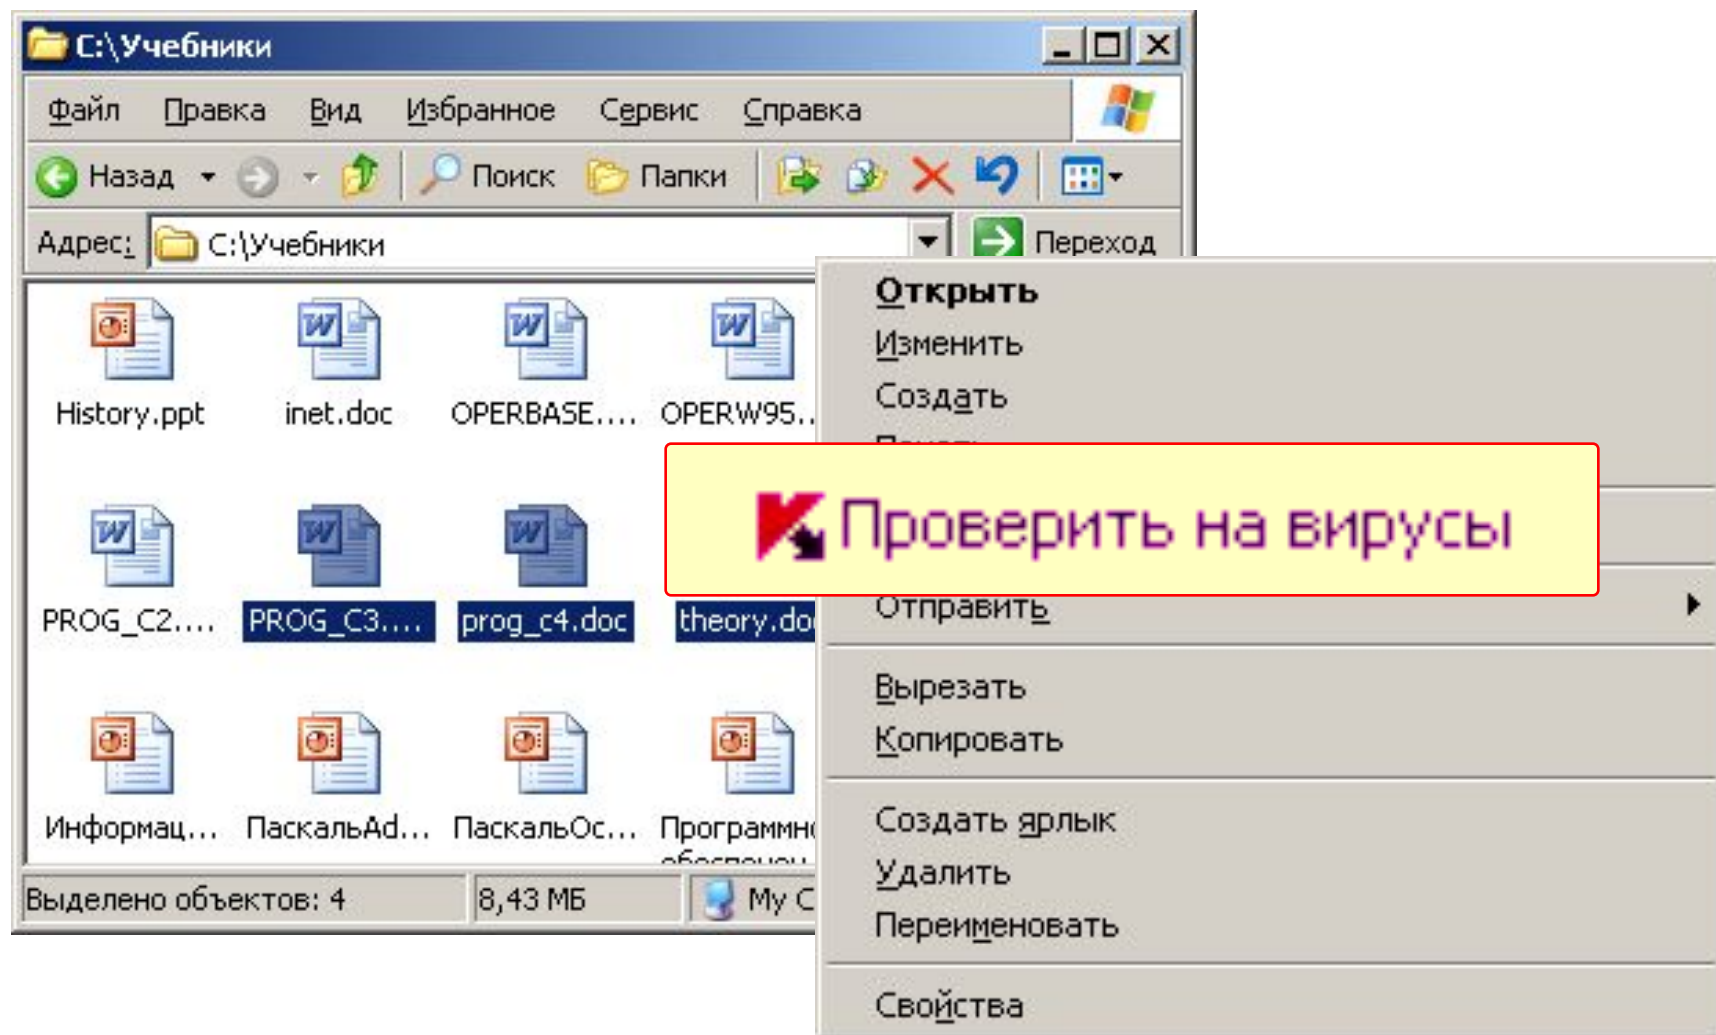 C:\Учебники
Файл Правка Вид Избранное Сервис Справка
Назад Поиск Папки
Адрес: C:\Учебники Переход
History.ppt inet.doc OPERBASE.... OPERW95...
PROG_C2.... PROG_C3.... prog_c4.doc theory.do
Информац... ПаскальAd... ПаскальОс... Программно
обеспечен
Выделено объектов: 4 8,43 МБ My C
Открыть
Изменить
Создать
Проверить на вирусы
Отправить
Вырезать
Копировать
Создать ярлык
Удалить
Переименовать
Свойства